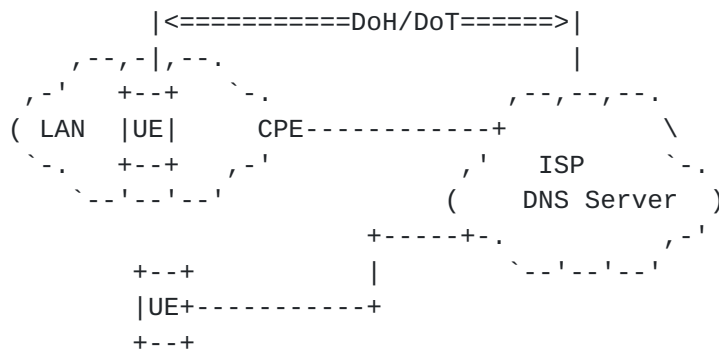 |<===========DoH/DoT======>|
,--,-|,--. |
,-' +--+ `-. ,--,--,--.
( LAN |UE| CPE------------+ \
`-. +--+ ,-' ,' ISP `-.
`--'--'--' ( DNS Server )
+-----+-. ,-'
+--+ | `--'--'--'
|UE+-----------+
+--+